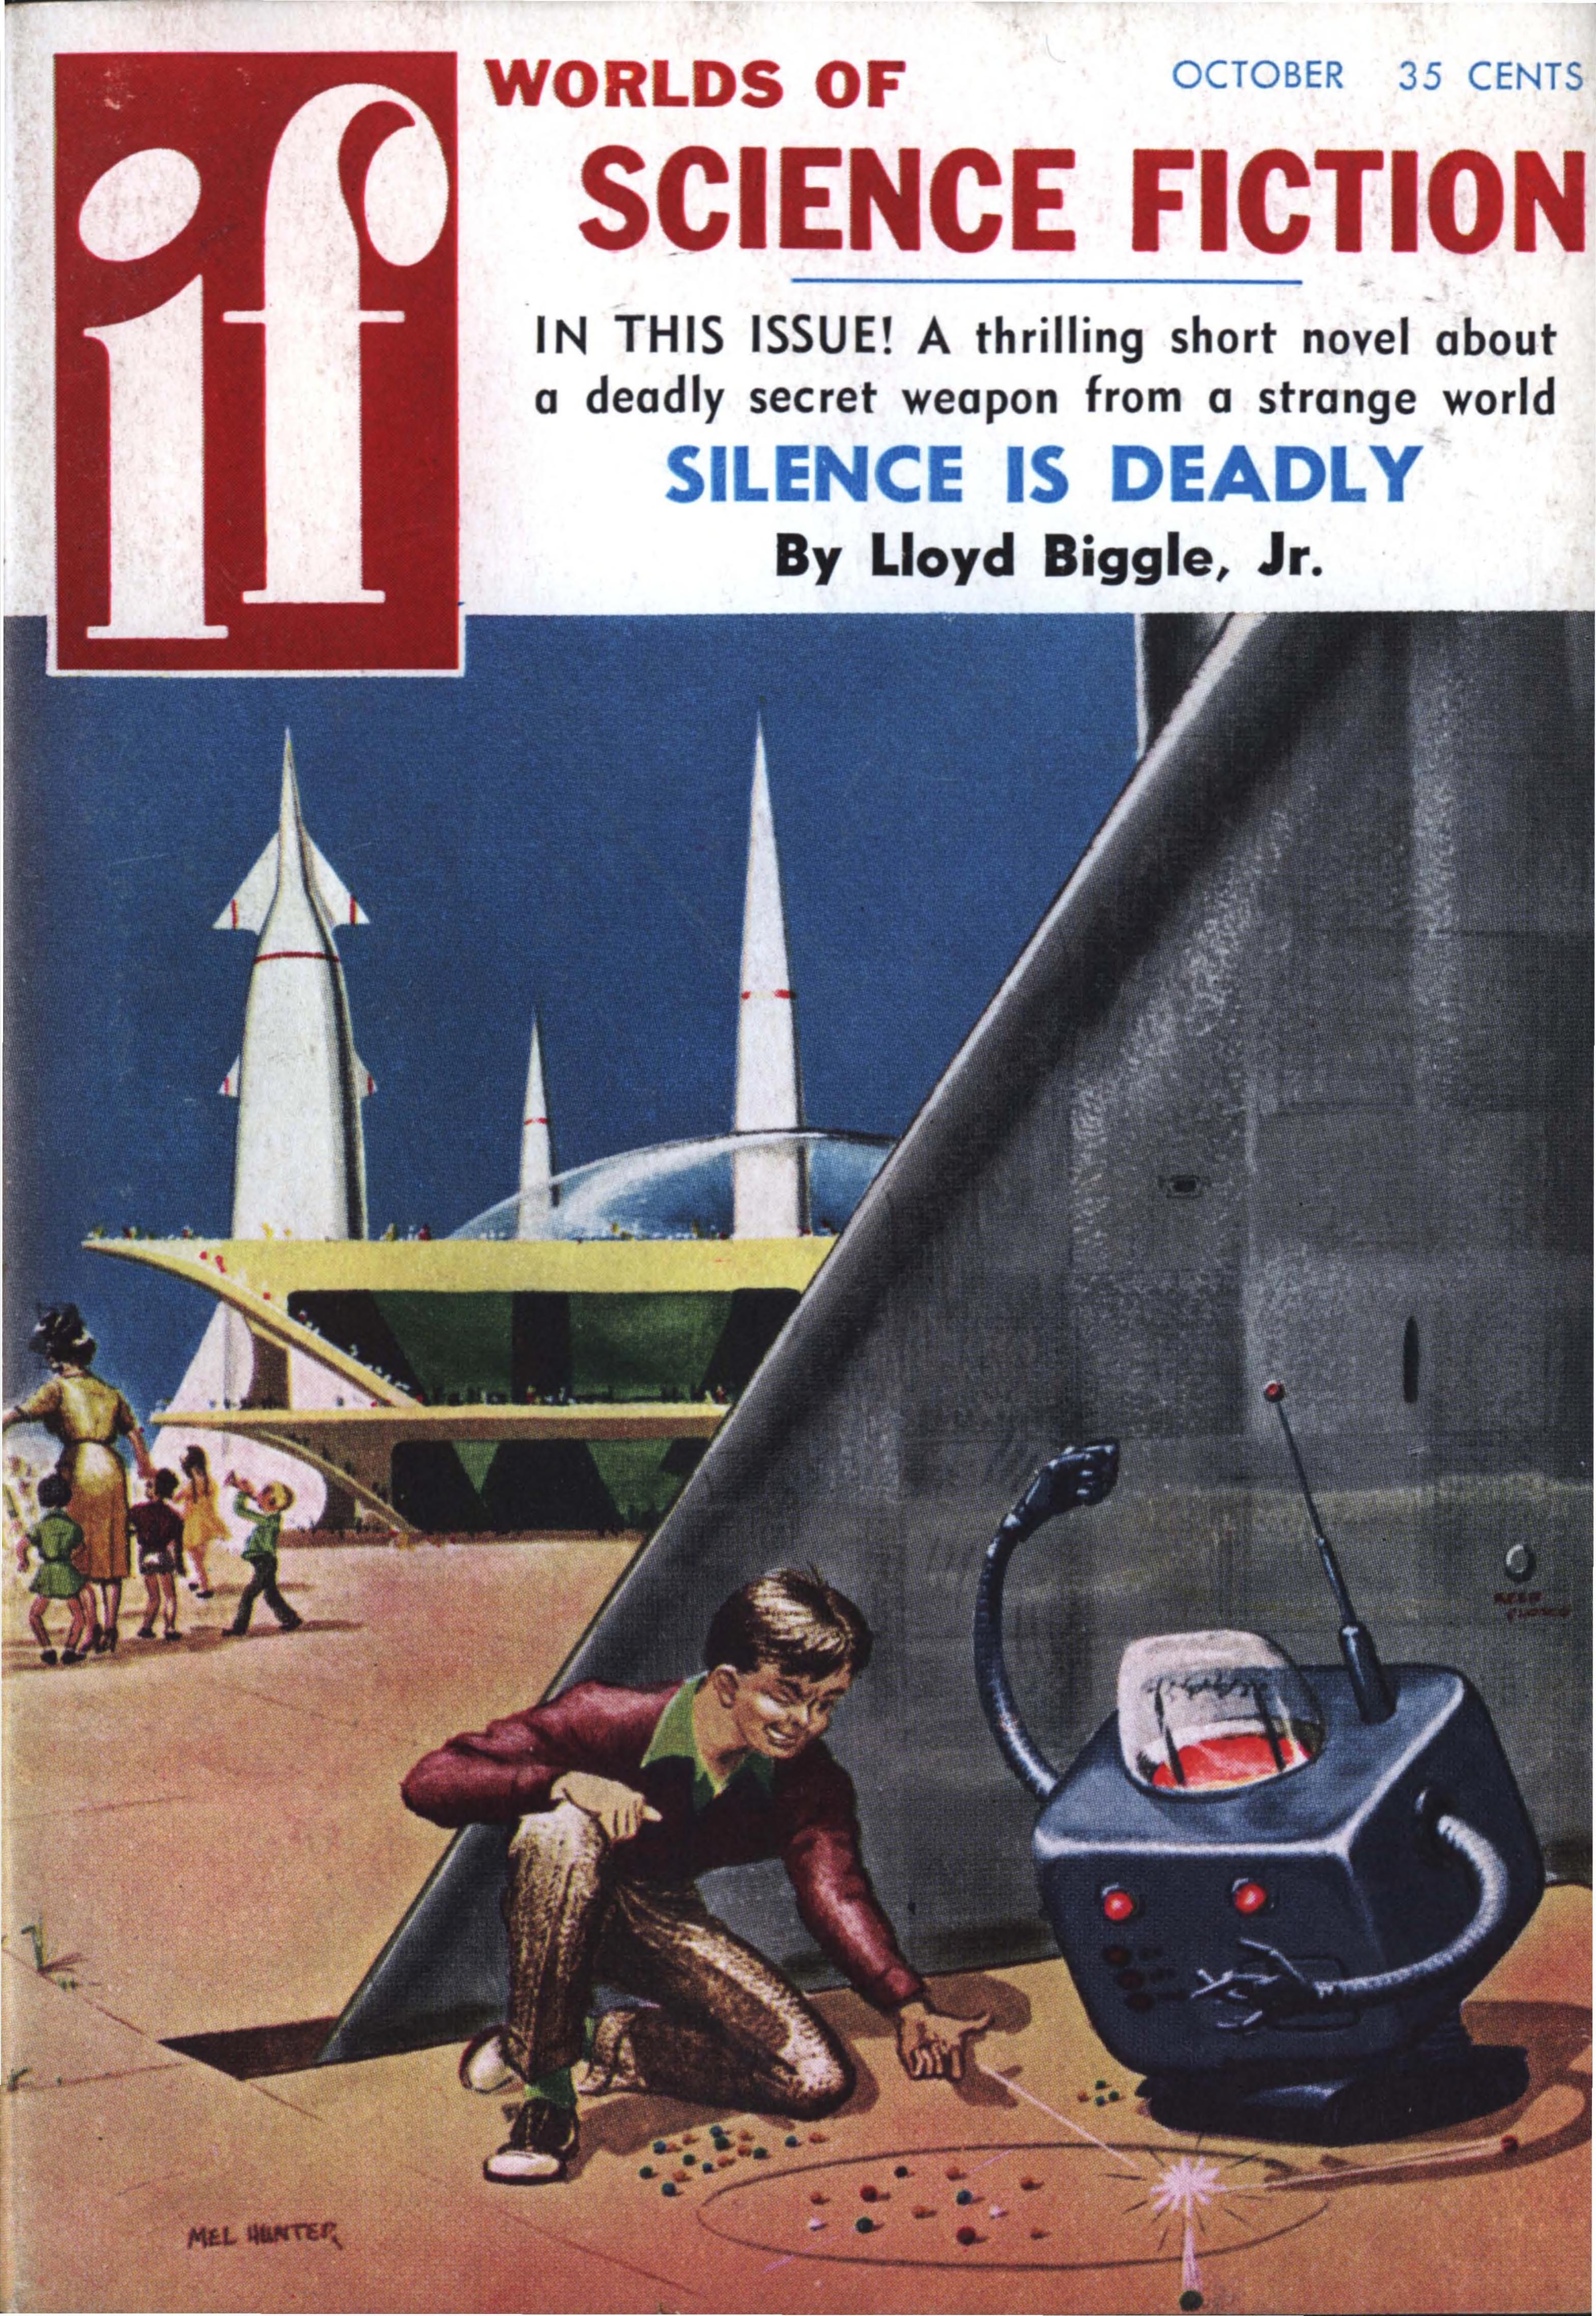 if
WORLDS OF
OCTOBER 35 CENTS
SCIENCE FICTION
IN THIS ISSUE! A thrilling short novel about
a deadly secret weapon from a strange world
SILENCE IS DEADLY
By Lloyd Biggle, Jr.
KEEP
MEL HUNTER